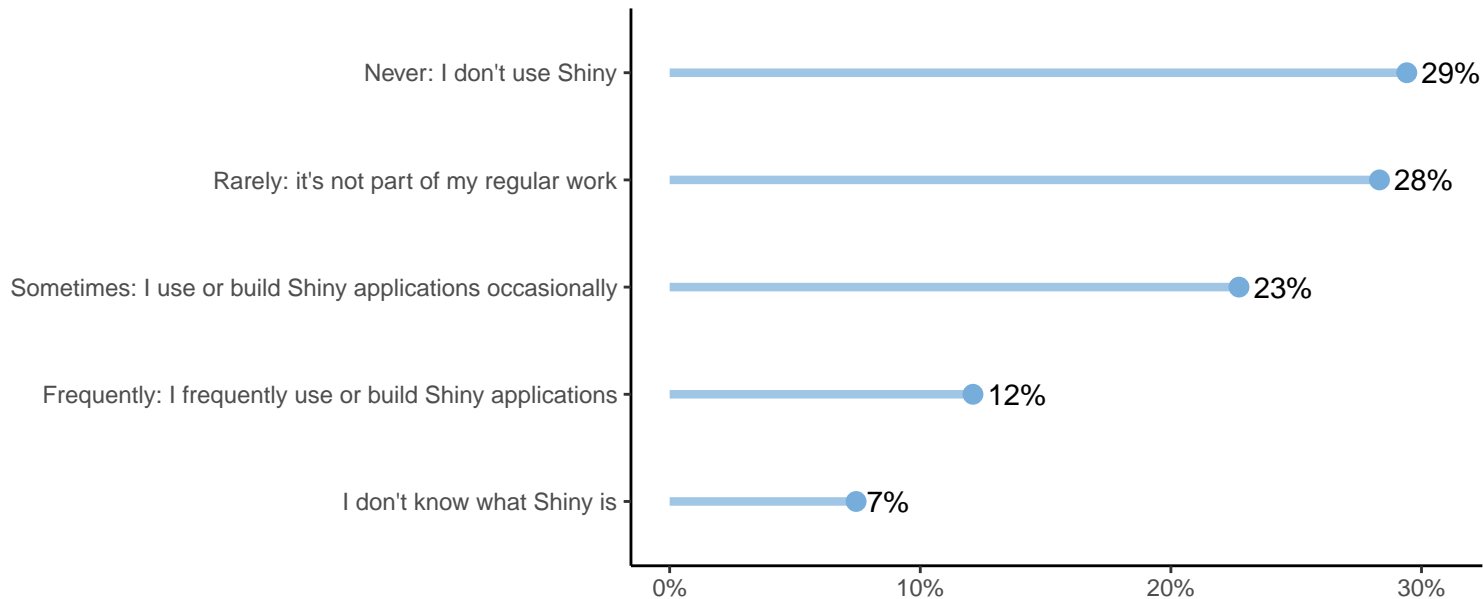 Never: I don't use Shiny
29%
Rarely: it's not part of my regular work
28%
Sometimes: I use or build Shiny applications occasionally
23%
Frequently: I frequently use or build Shiny applications
12%
I don't know what Shiny is
7%
0%
10%
20%
30%